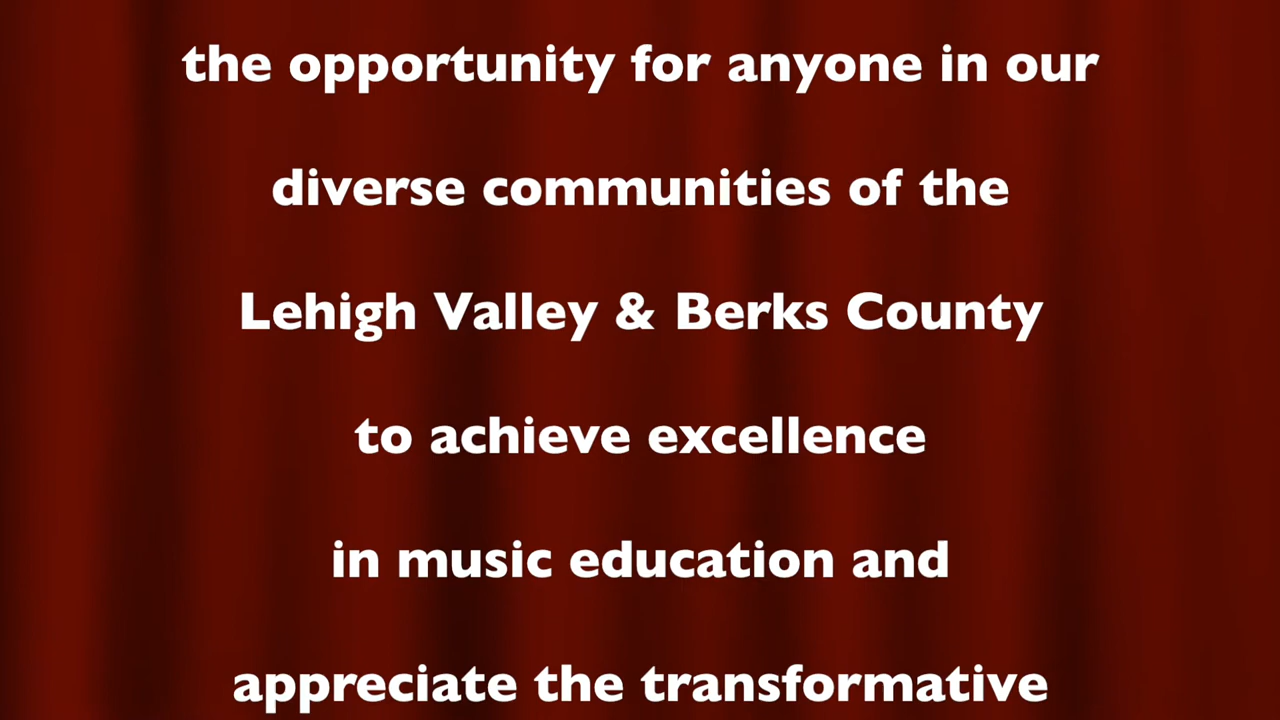 the opportunity for anyone in our
diverse communities of the
Lehigh Valley & Berks County
to achieve excellence
in music education and
appreciate the transformative